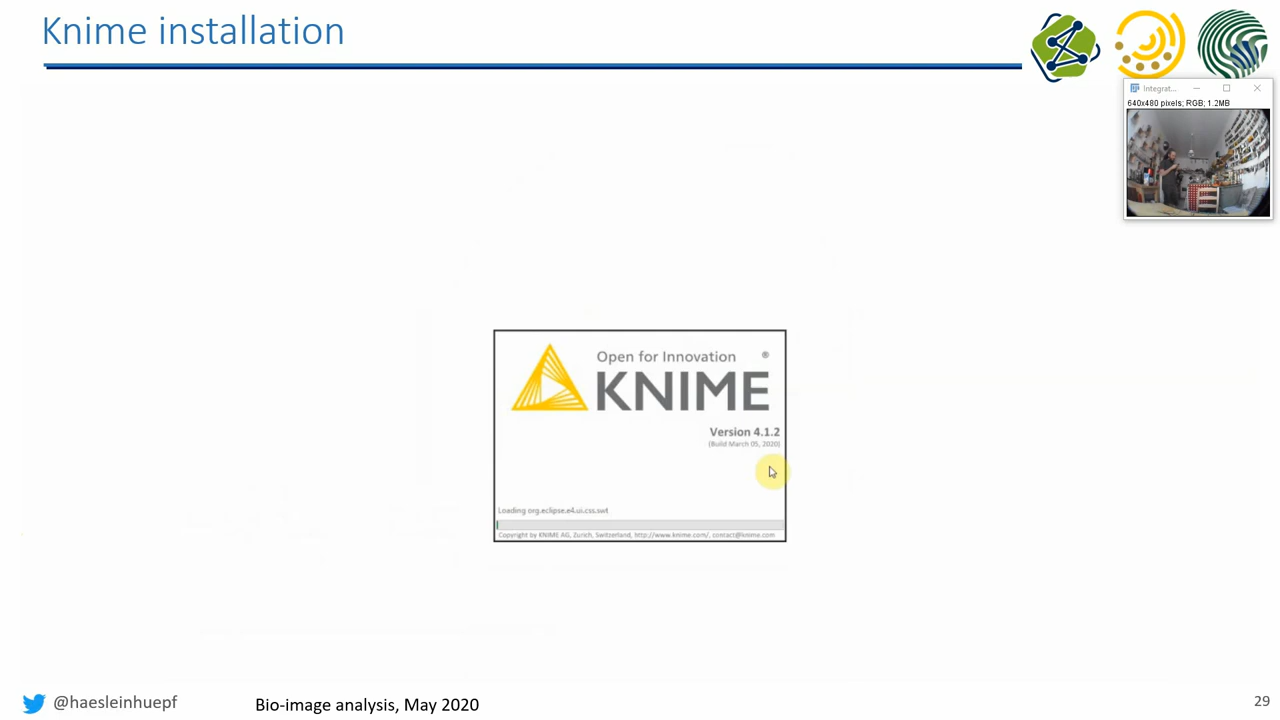 Knime installation
Integrat...
640x480 pixels; RGB; 1.2MB
Open for Innovation ®
KNIME
Version 4.1.2
(Build March 05, 2020)
Loading org.eclipse.e4.ui.css.swt
Copyright by KNIME AG, Zurich, Switzerland, http://www.knime.com/, contact@knime.com
@haesleinhuepf
Bio-image analysis, May 2020
29